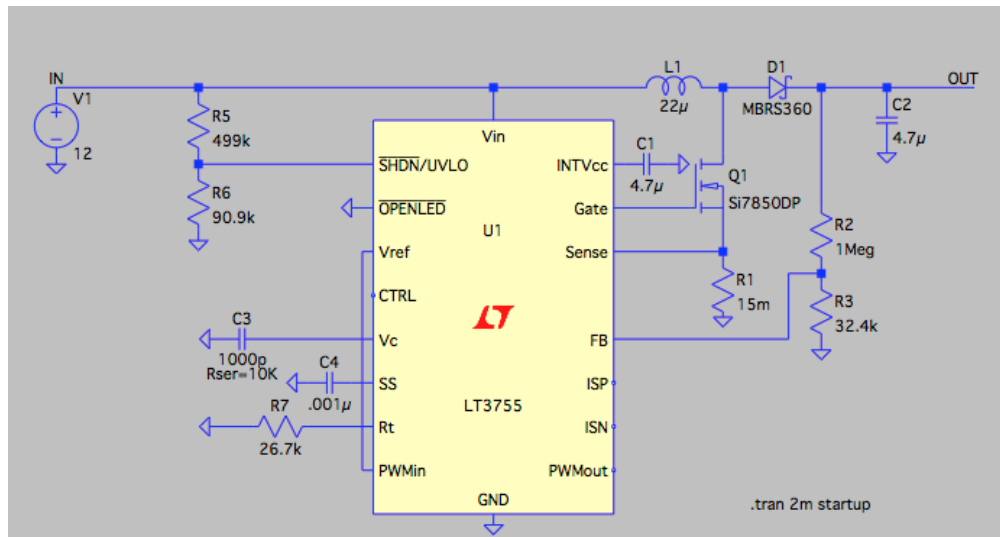 IN
V1
+
−
12
R5
499k
R6
90.9k
L1
22µ
D1
MBRS360
OUT
C2
4.7µ
Vin
SHDN/UVLO
OPENLED
Vref
CTRL
Vc
SS
Rt
PWMin
U1
LT3755
GND
INTVcc
Gate
Sense
FB
ISP
ISN
PWMout
C1
4.7µ
Q1
Si7850DP
R1
15m
R2
1Meg
R3
32.4k
C3
1000p
Rser=10K
C4
.001µ
R7
26.7k
.tran 2m startup